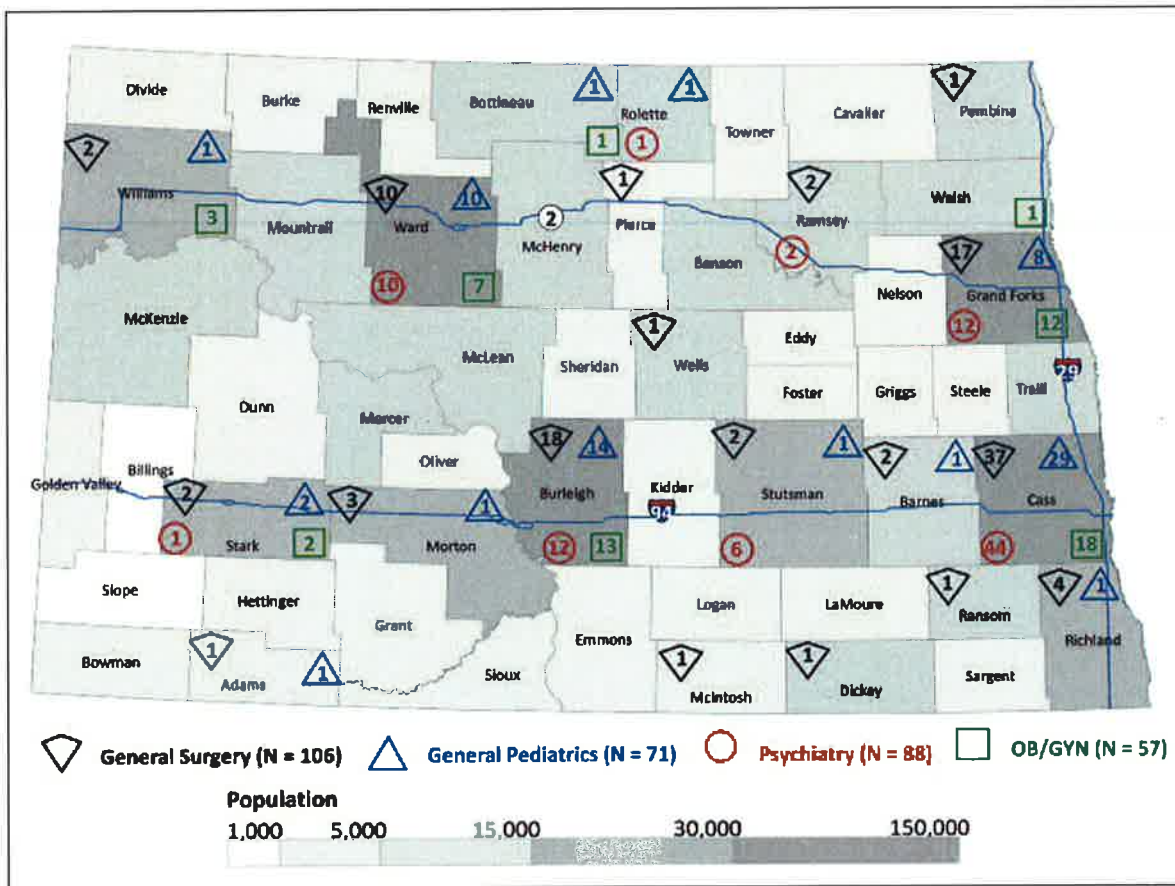 1 1 1
Divide Burke Renville Bottineau Rolette Towner Cavalier Pembina
2 1 1 1
Williams 10 10 1 2 Walsh
3 Mountrail Ward 2 Pierce Ramsey 1
McHenry Benson 2 17 8
10 7 Nelson Grand Forks
McKenzie 1 Eddy 12 12
McLean Sheridan Wells
Dunn Foster Griggs Steele Traill 29
Mercer
18 14 2 1 2 1 37 29
Billings Oliver
Golden Valley 2 2 3 1 Burleigh Kidder Stutsman Barnes Cass
94
1 Stark 2 Morton 12 13 6 44 18
Slope Hettinger Logan LaMoure 1 4 1
Grant Emmons Ransom
Bowman 1 1 Richland
Adams Sioux 1 1 Sargent
McIntosh Dickey
General Surgery (N = 106) General Pediatrics (N = 71) Psychiatry (N = 88) OB/GYN (N = 57)
Population
1,000 5,000 15,000 30,000 150,000